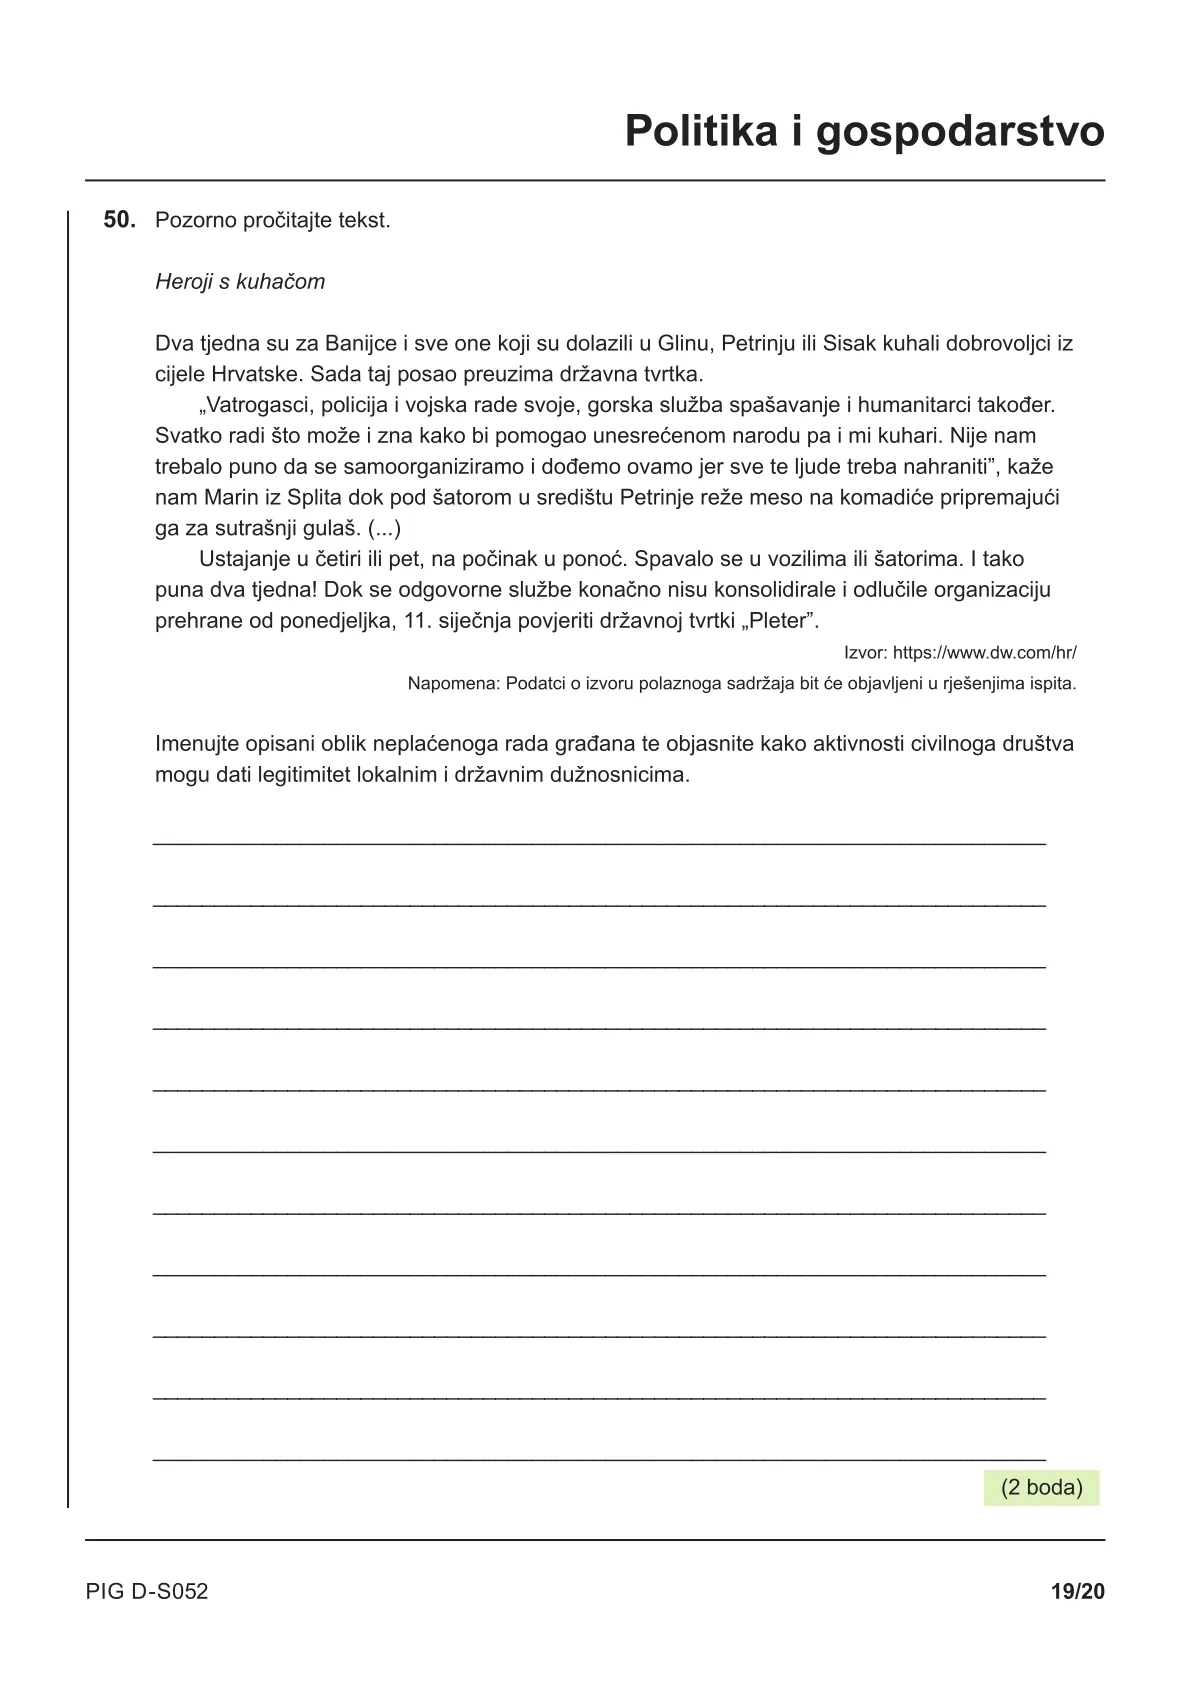 Politika i gospodarstvo
50. Pozorno pročitajte tekst.
Heroji s kuhačom
Dva tjedna su za Banijce i sve one koji su dolazili u Glinu, Petrinju ili Sisak kuhali dobrovoljci iz
cijele Hrvatske. Sada taj posao preuzima državna tvrtka.
„Vatrogasci, policija i vojska rade svoje, gorska služba spašavanje i humanitarci također.
Svatko radi što može i zna kako bi pomogao unesrećenom narodu pa i mi kuhari. Nije nam
trebalo puno da se samoorganiziramo i dođemo ovamo jer sve te ljude treba nahraniti”, kaže
nam Marin iz Splita dok pod šatorom u središtu Petrinje reže meso na komadiće pripremajući
ga za sutrašnji gulaš. (...)
Ustajanje u četiri ili pet, na počinak u ponoć. Spavalo se u vozilima ili šatorima. I tako
puna dva tjedna! Dok se odgovorne službe konačno nisu konsolidirale i odlučile organizaciju
prehrane od ponedjeljka, 11. siječnja povjeriti državnoj tvrtki „Pleter”.
Izvor: https://www.dw.com/hr/
Napomena: Podatci o izvoru polaznoga sadržaja bit će objavljeni u rješenjima ispita.
Imenujte opisani oblik neplaćenoga rada građana te objasnite kako aktivnosti civilnoga društva
mogu dati legitimitet lokalnim i državnim dužnosnicima.
(2 boda)
PIG D-S052
19/20